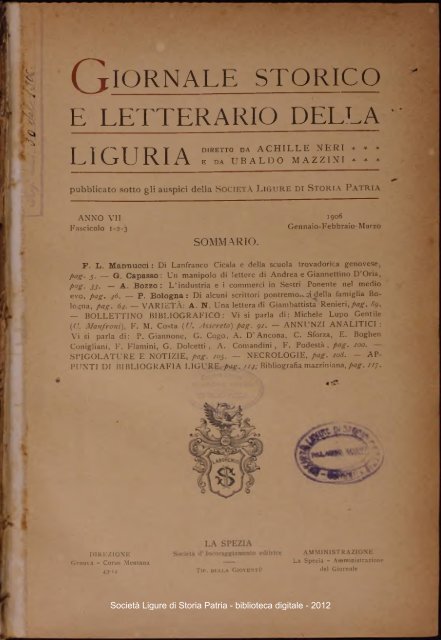 GIORNALE STORICO
E LETTERARIO DELLA
LIGURIA
DIRETTO DA ACHILLE NERI * * *
E DA UBALDO MAZZINI * * *
pubblicato sotto gli auspici della SOCIETÀ LIGURE DI STORIA PATRIA
ANNO VII
Fascicolo 1-2-3
1906
Gennaio-Febbraio-Marzo
SOMMARIO.
F. L. Mannucci : Di Lanfranco Cicala e della scuola trovadorica genovese,
pag. 5. — G. Capasso : Un manipolo di lettere di Andrea e Giannettino D'Oria,
pag. 33. — A. Bozzo : L'industria e i commerci in Sestri Ponente nel medio
evo, pag. 56. — P. Bologna : Di alcuni scrittori pontremo zi della famiglia Bo-
logna, pag. 64. — VARIETÀ: A. N. Una lettera di Giambattista Renieri, pag. 89.
— BOLLETTINO BIBLIOGRAFICO : Vi si parla di: Michele Lupo Gentile
(U. Manfroni), F. M. Costa (U. Assereto) pag. 91. — ANNUNZI ANALITICI :
Vi si parla di: P. Giannone, G. Cogo, A. D'Ancona, C. Sforza, E. Boghen
Conigliani, F. Flamini, G. Dolcetti, A. Comandini, F. Podestà, pag. 100. —
SPIGOLATURE E NOTIZIE, pag. 105. — NECROLOGIE, pag. 108. — AP-
PUNTI DI BIBLIOGRAFIA LIGURE, pag. 114; Bibliografia mazziniana, pag. 117.
DIREZIONE
Genova - Corso Mentana
43-12
LA SPEZIA
Società d'Incoraggiamento editrice
TIP. DELLA GIOVENTÙ
AMMINISTRAZIONE
La Spezia - Amministrazione
del Giornale
Società Ligure di Storia Patria - biblioteca digitale - 2012